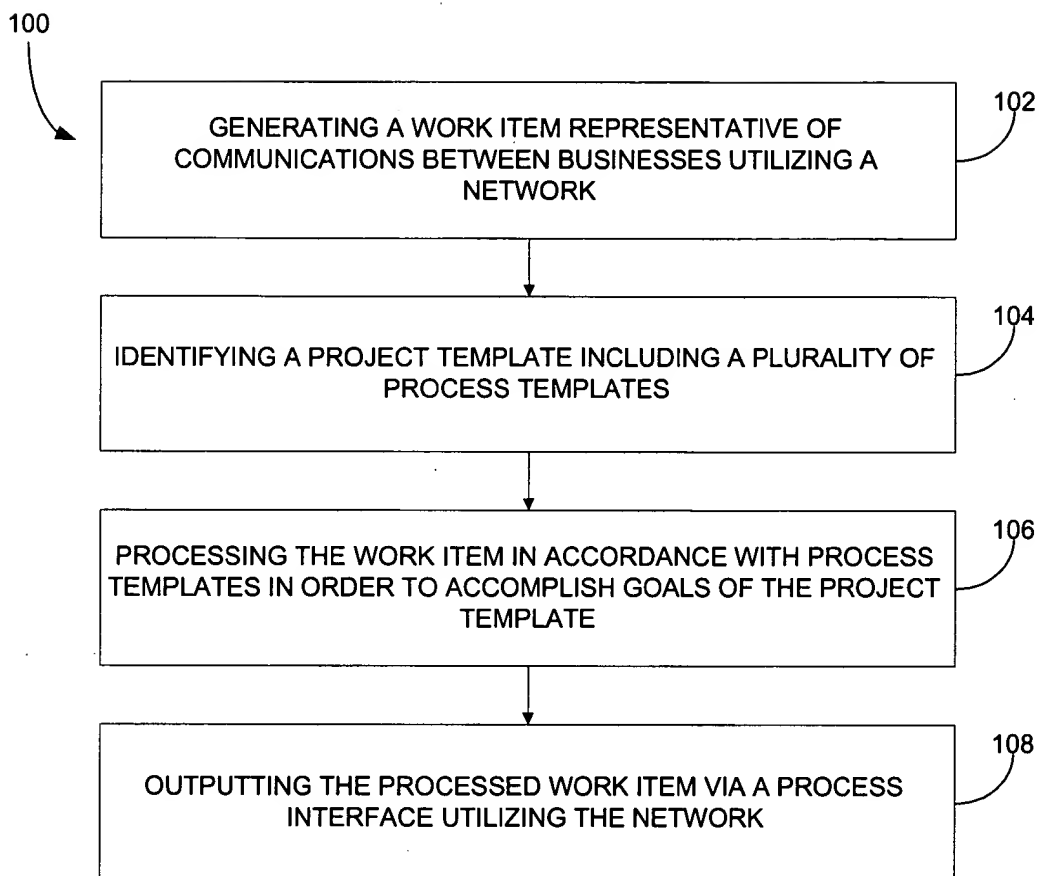 100
102
GENERATING A WORK ITEM REPRESENTATIVE OF
COMMUNICATIONS BETWEEN BUSINESSES UTILIZING A
NETWORK
104
IDENTIFYING A PROJECT TEMPLATE INCLUDING A PLURALITY OF
PROCESS TEMPLATES
106
PROCESSING THE WORK ITEM IN ACCORDANCE WITH PROCESS
TEMPLATES IN ORDER TO ACCOMPLISH GOALS OF THE PROJECT
TEMPLATE
108
OUTPUTTING THE PROCESSED WORK ITEM VIA A PROCESS
INTERFACE UTILIZING THE NETWORK